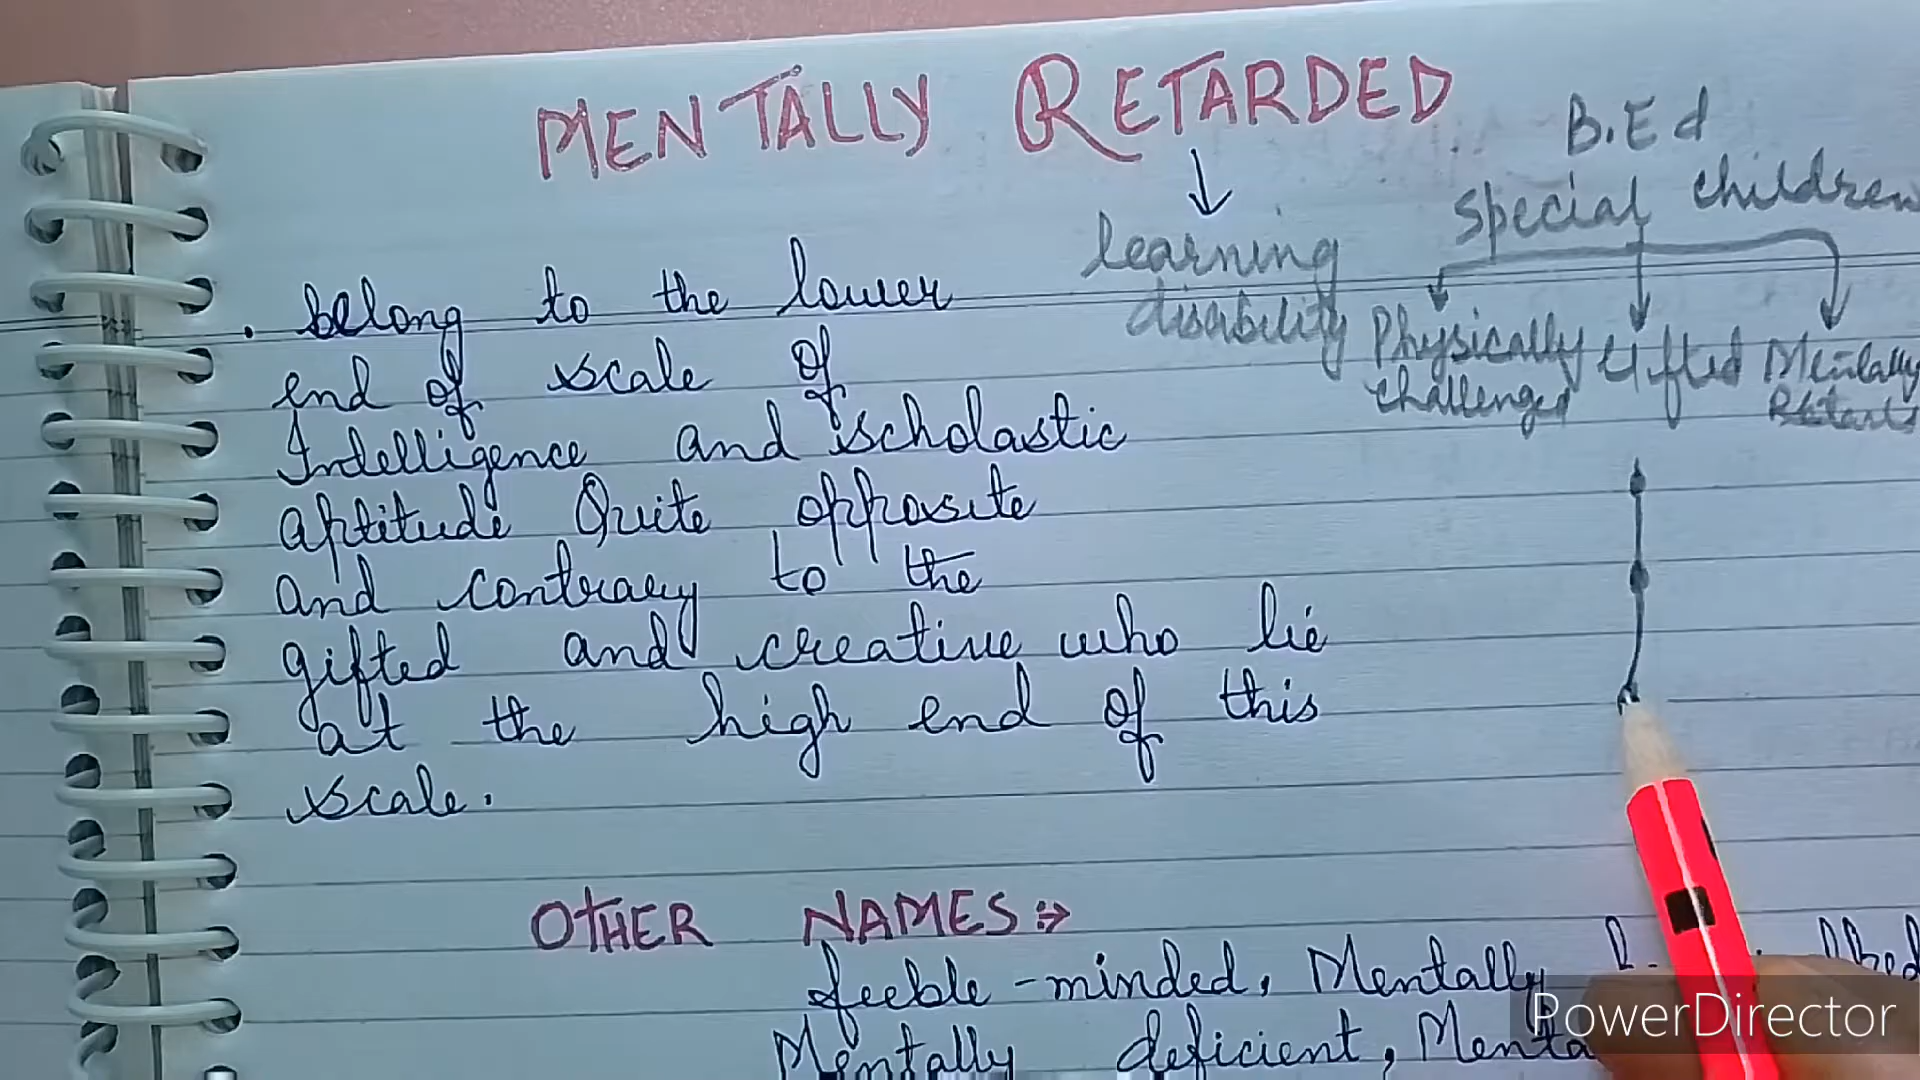 MENTALLY RETARDED
B.Ed
special children
learning
disability
Physically
challenged
Gifted
Mentally
. belong to the lower
end of scale of
Intelligence and scholastic
aptitude Quite opposite
and contrary to the
gifted and creative who lie
at the high end of this
scale.
OTHER NAMES :->
feeble-minded, Mentally
Mentally deficient, Menta
PowerDirector